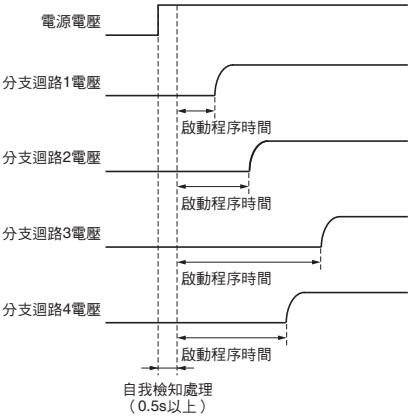 電源電壓
分支迴路1電壓
啟動程序時間
分支迴路2電壓
啟動程序時間
分支迴路3電壓
啟動程序時間
分支迴路4電壓
啟動程序時間
自我檢知處理
（0.5s以上）